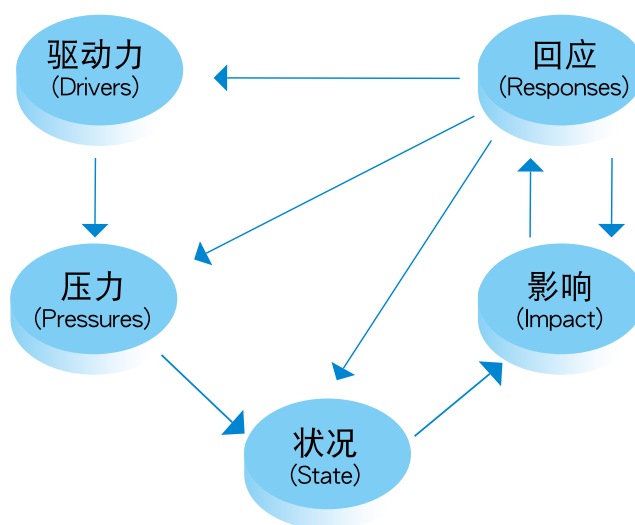 驱动力
(Drivers)
回应
(Responses)
压力
(Pressures)
影响
(Impact)
状况
(State)